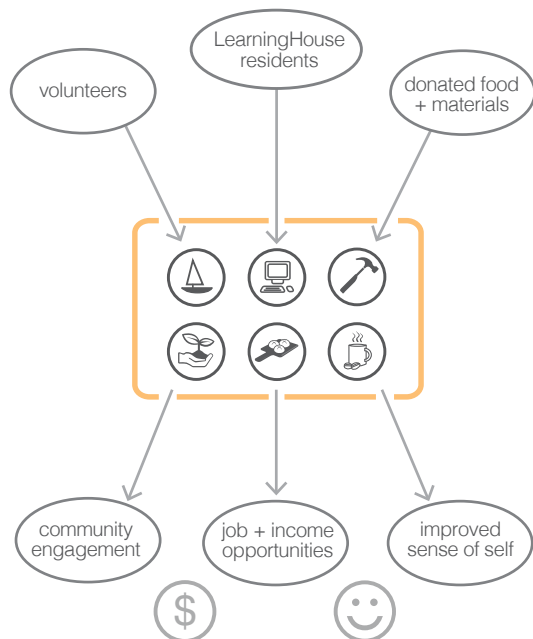 LearningHouse
residents
volunteers
donated food
+ materials
community
engagement
job + income
opportunities
improved
sense of self
$